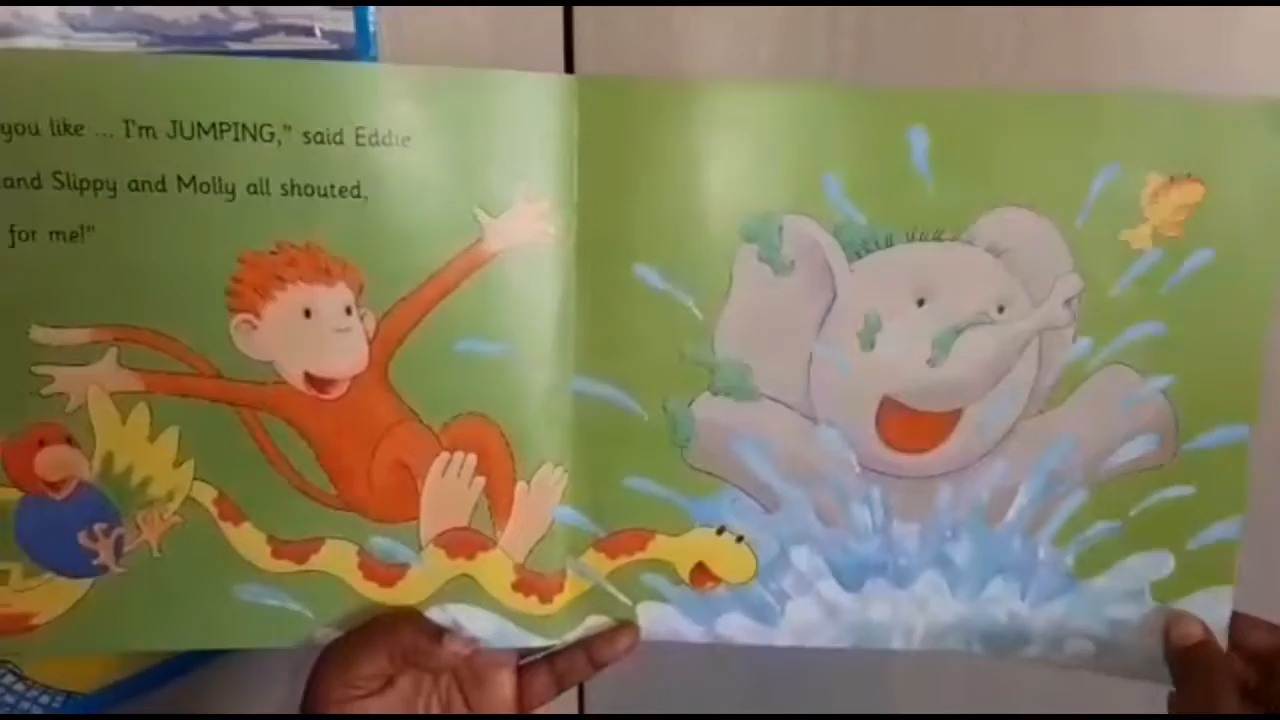 you like ... I'm JUMPING," said Eddie
and Slippy and Molly all shouted,
for me!"